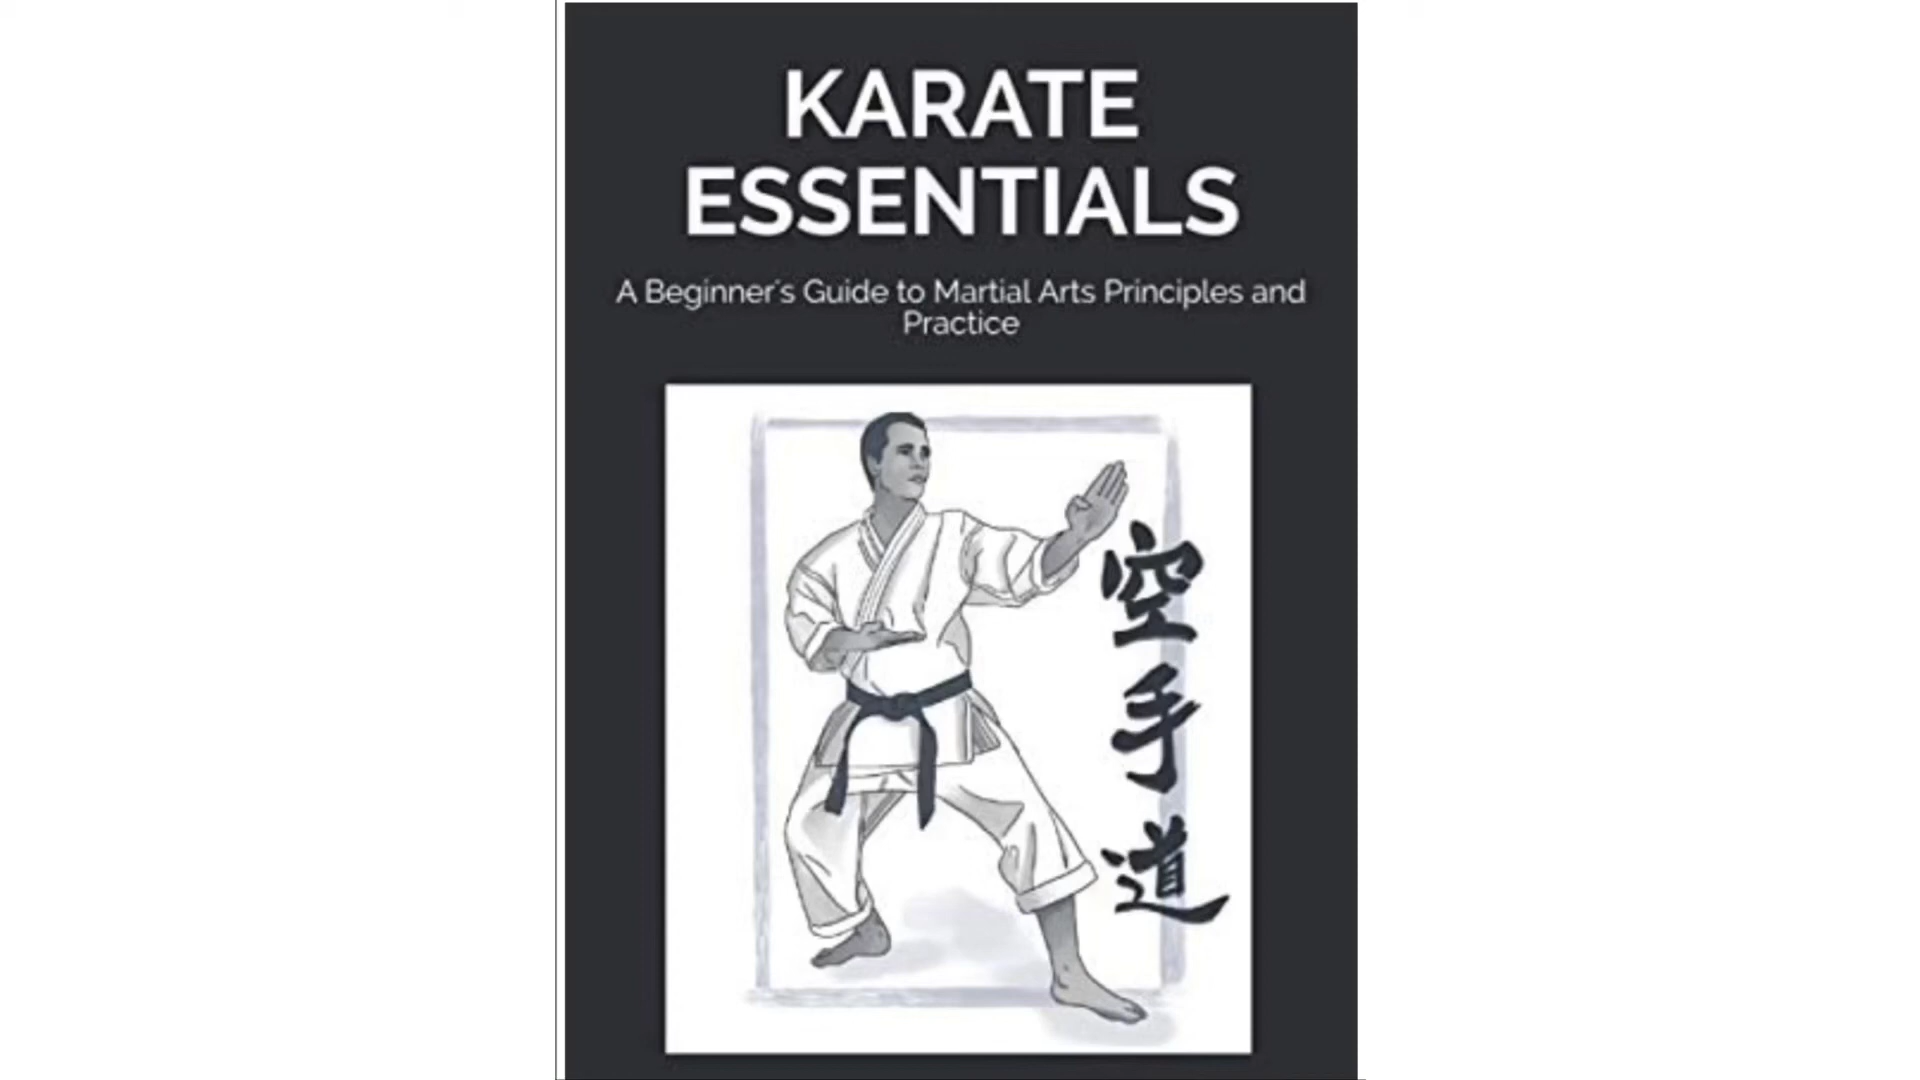 KARATE
ESSENTIALS
A Beginner's Guide to Martial Arts Principles and
Practice
空手道